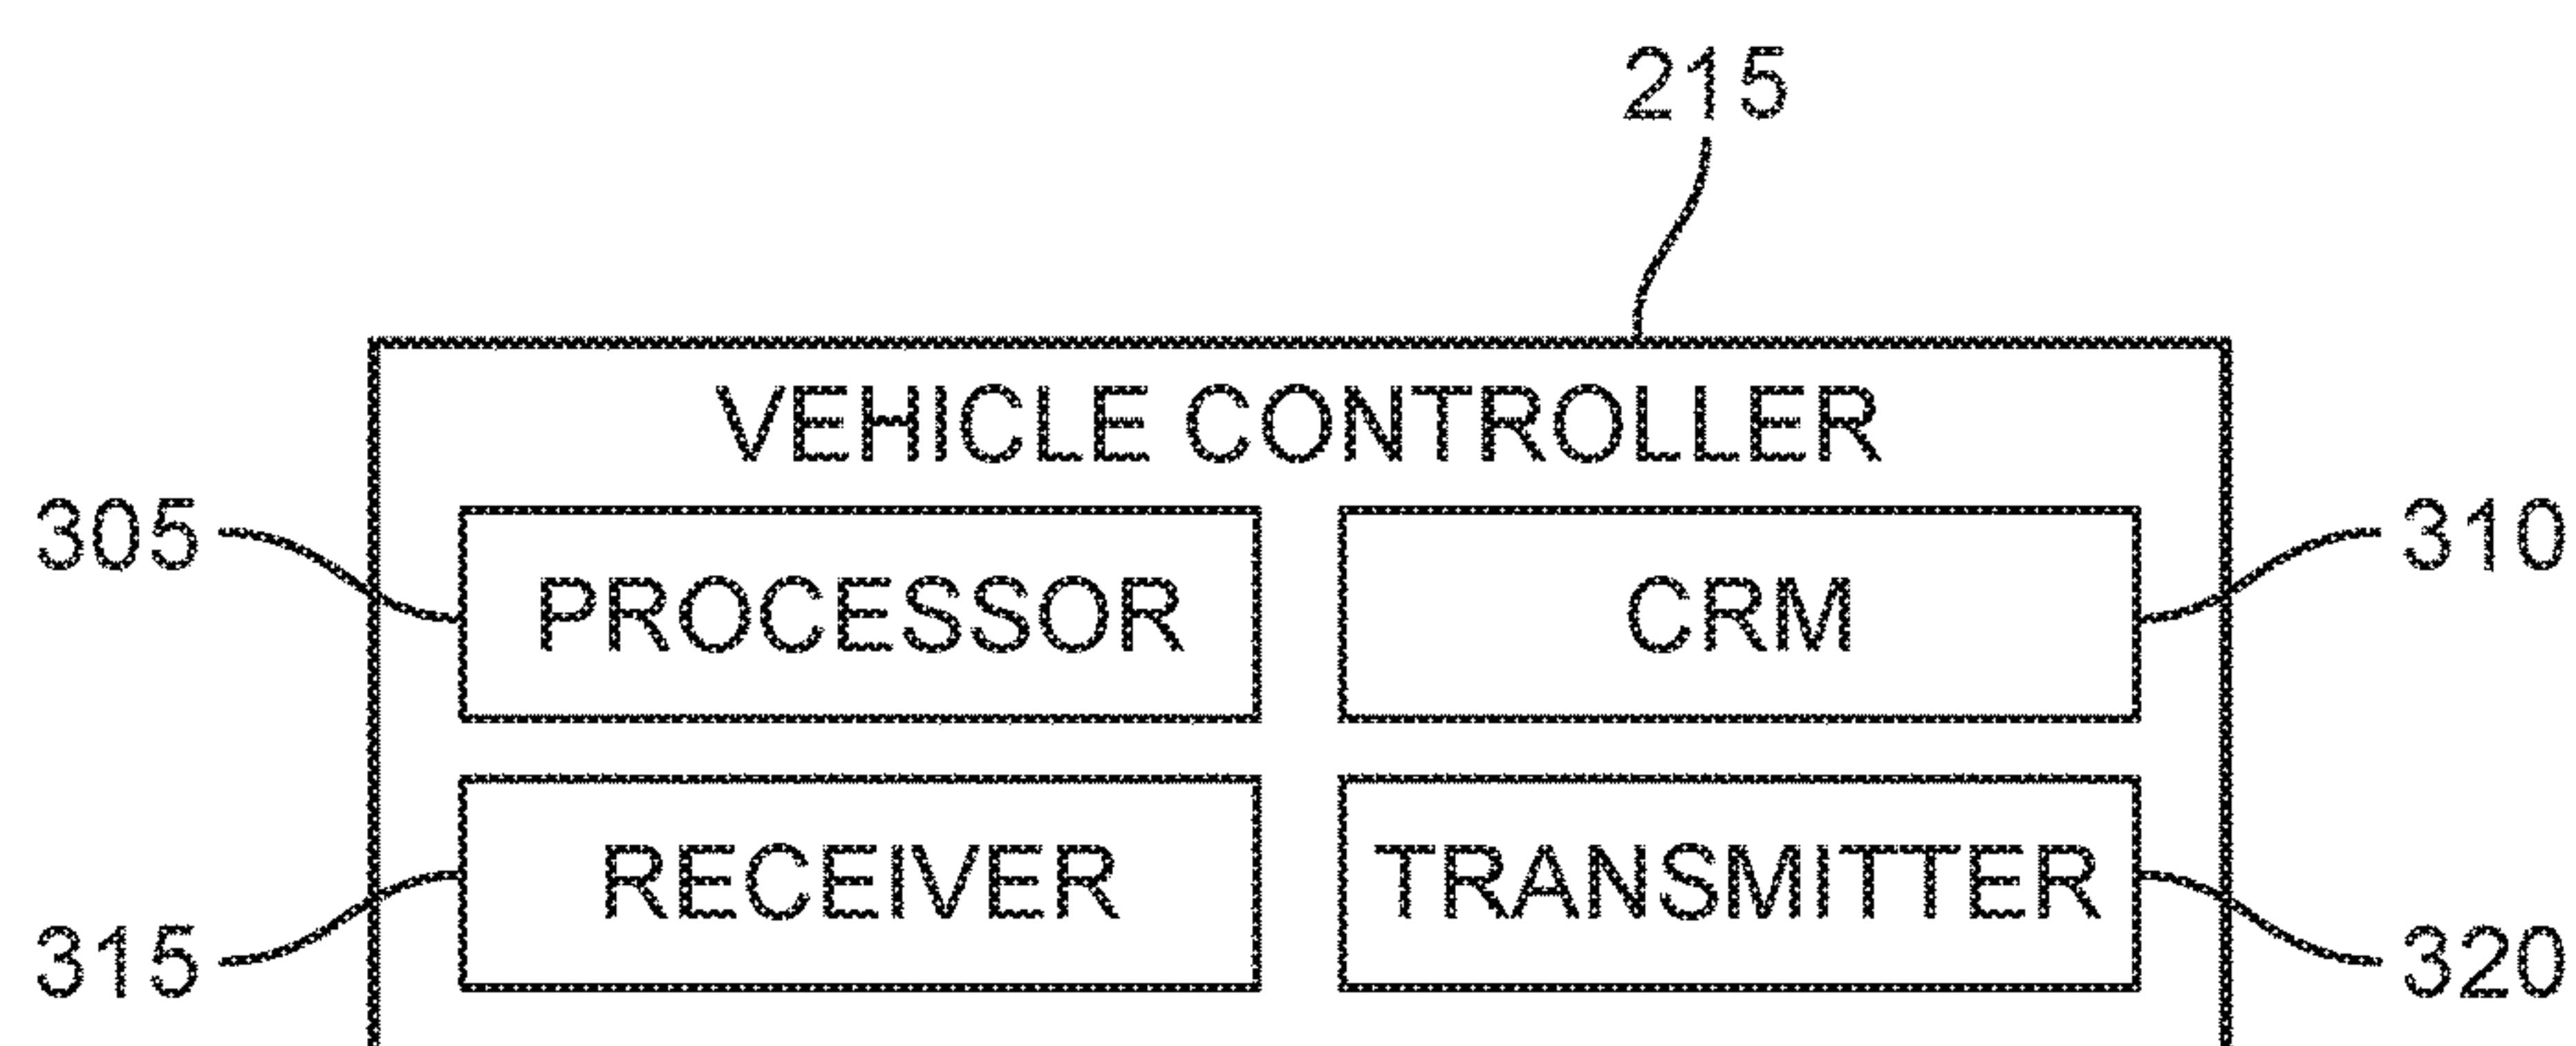 215
VEHICLE CONTROLLER
305 PROCESSOR CRM 310
315 RECEIVER TRANSMITTER 320